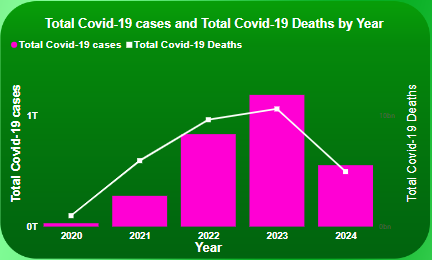 Total Covid-19 cases and Total Covid-19 Deaths by Year
Total Covid-19 cases Total Covid-19 Deaths
Total Covid-19 cases
1T
0T
2020 2021 2022 2023 2024
Year
Total Covid-19 Deaths